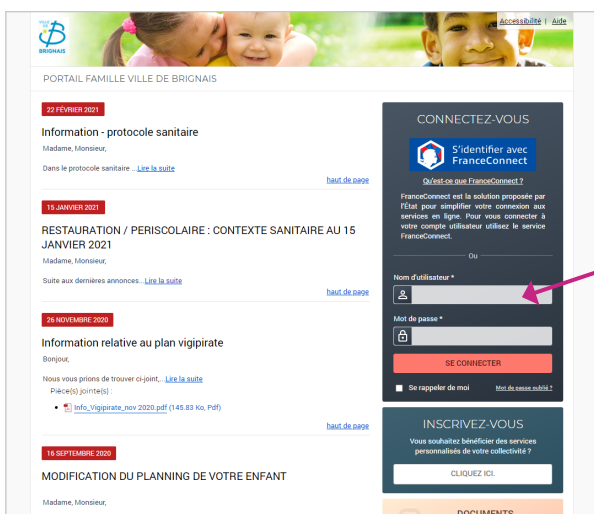 Accessibilité | Aide
VILLE DE
BRIGNAIS
PORTAIL FAMILLE VILLE DE BRIGNAIS
22 FÉVRIER 2021
Information - protocole sanitaire
Madame, Monsieur,
Dans le protocole sanitaire ...Lire la suite
haut de page
15 JANVIER 2021
RESTAURATION / PERISCOLAIRE : CONTEXTE SANITAIRE AU 15
JANVIER 2021
Madame, Monsieur,
Suite aux dernières annonces...Lire la suite
haut de page
26 NOVEMBRE 2020
Information relative au plan vigipirate
Bonjour,
Nous vous prions de trouver ci-joint,...Lire la suite
Pièce(s) jointe(s) :
Info_Vigipirate_nov 2020.pdf (145.83 Ko, Pdf)
haut de page
16 SEPTEMBRE 2020
MODIFICATION DU PLANNING DE VOTRE ENFANT
Madame, Monsieur,
CONNECTEZ-VOUS
S'identifier avec
FranceConnect
Qu'est-ce que FranceConnect ?
FranceConnect est la solution proposée par
l'État pour simplifier votre connexion aux
services en ligne. Pour vous connecter à
votre compte utilisateur utilisez le service
FranceConnect.
Ou
Nom d'utilisateur *
Mot de passe *
SE CONNECTER
Se rappeler de moi
Mot de passe oublié ?
INSCRIVEZ-VOUS
Vous souhaitez bénéficier des services
personnalisés de votre collectivité ?
CLIQUEZ ICI.
DOCUMENTS